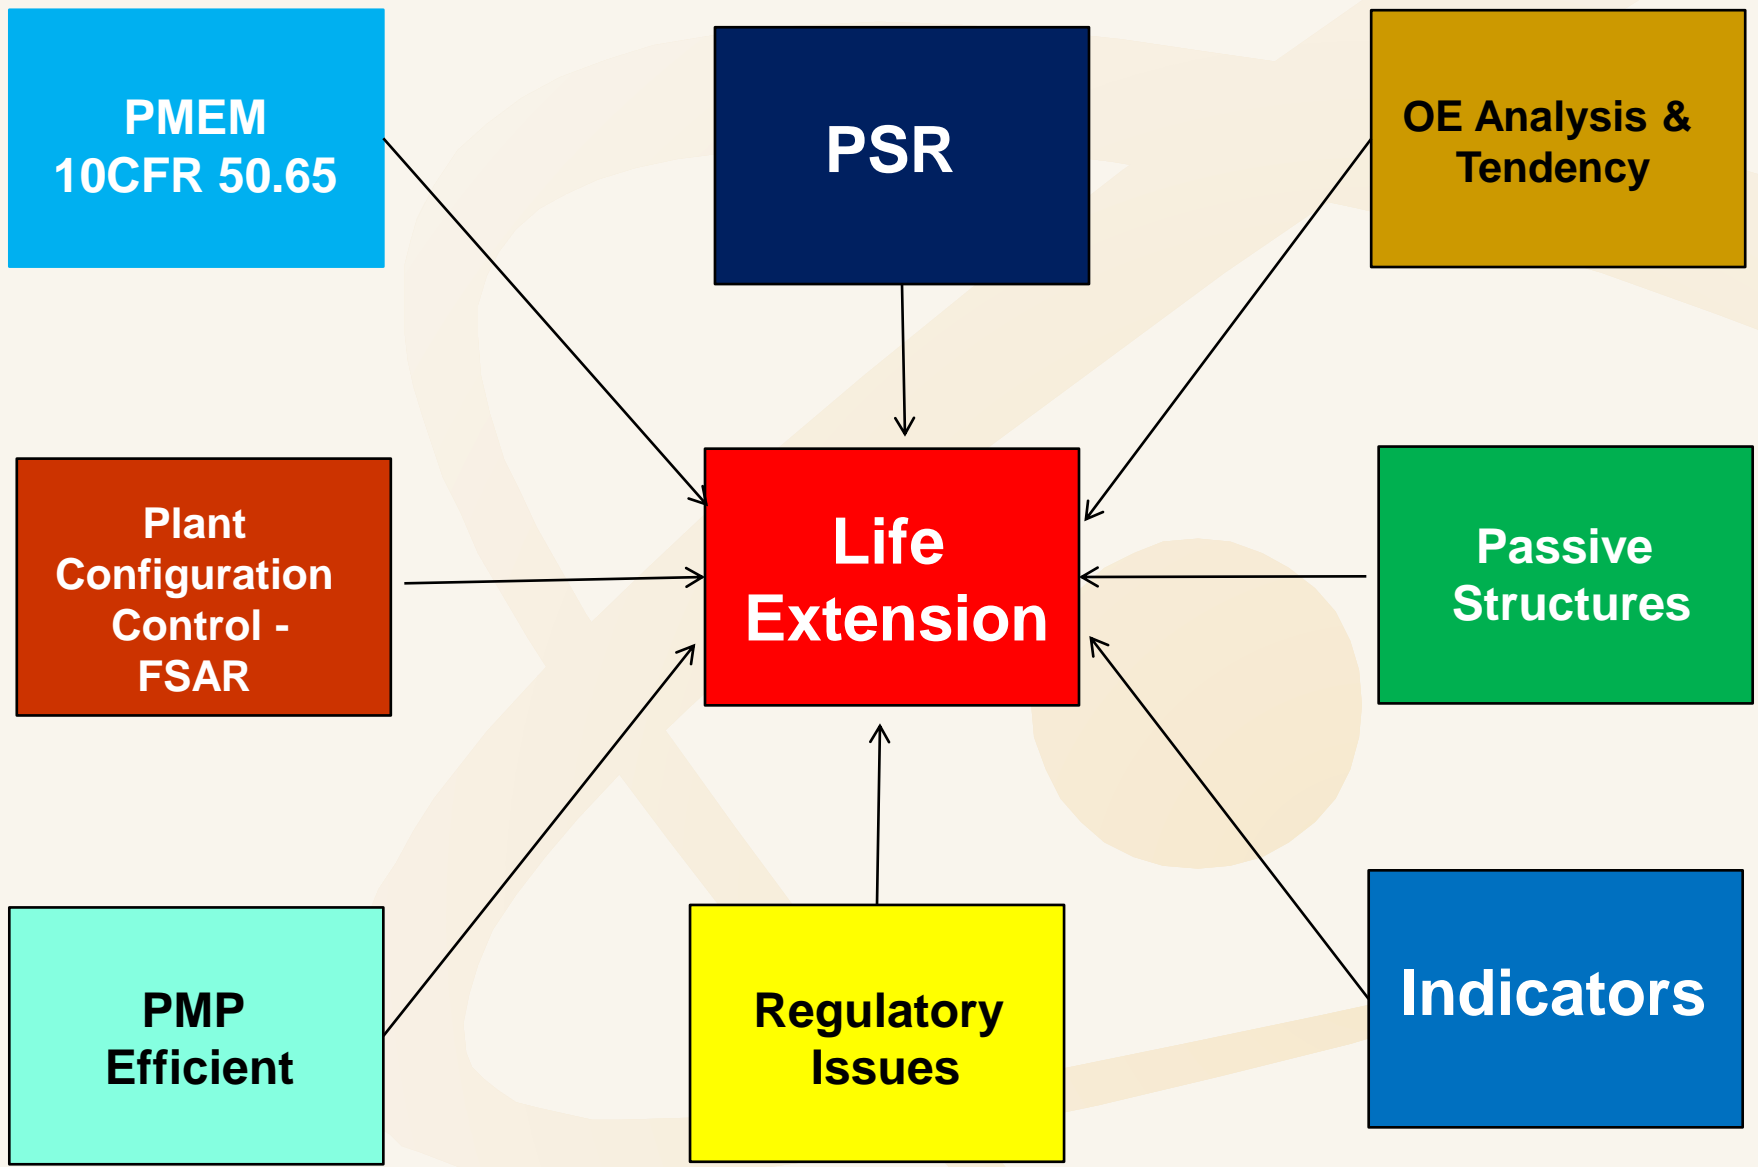 PMEM
10CFR 50.65
PSR
OE Analysis &
Tendency
Plant
Configuration
Control -
FSAR
Life
Extension
Passive
Structures
PMP
Efficient
Regulatory
Issues
Indicators